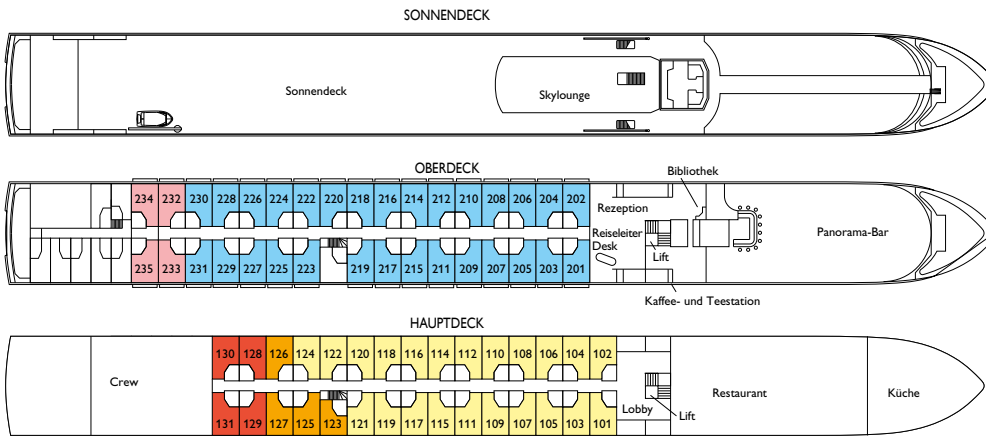 SONNENDECK
Sonnendeck
Skylounge
OBERDECK
Bibliothek
234 232 230 228 226 224 222 220 218 216 214 212 210 208 206 204 202
Rezeption
Reiseleiter
Desk
Lift
Panorama-Bar
235 233 231 229 227 225 223 219 217 215 211 209 207 205 203 201
Kaffee- und Teestation
HAUPTDECK
130 128 126 124 122 120 118 116 114 112 110 108 106 104 102
Crew
Restaurant
Küche
Lobby
Lift
131 129 127 125 123 121 119 117 115 111 109 107 105 103 101